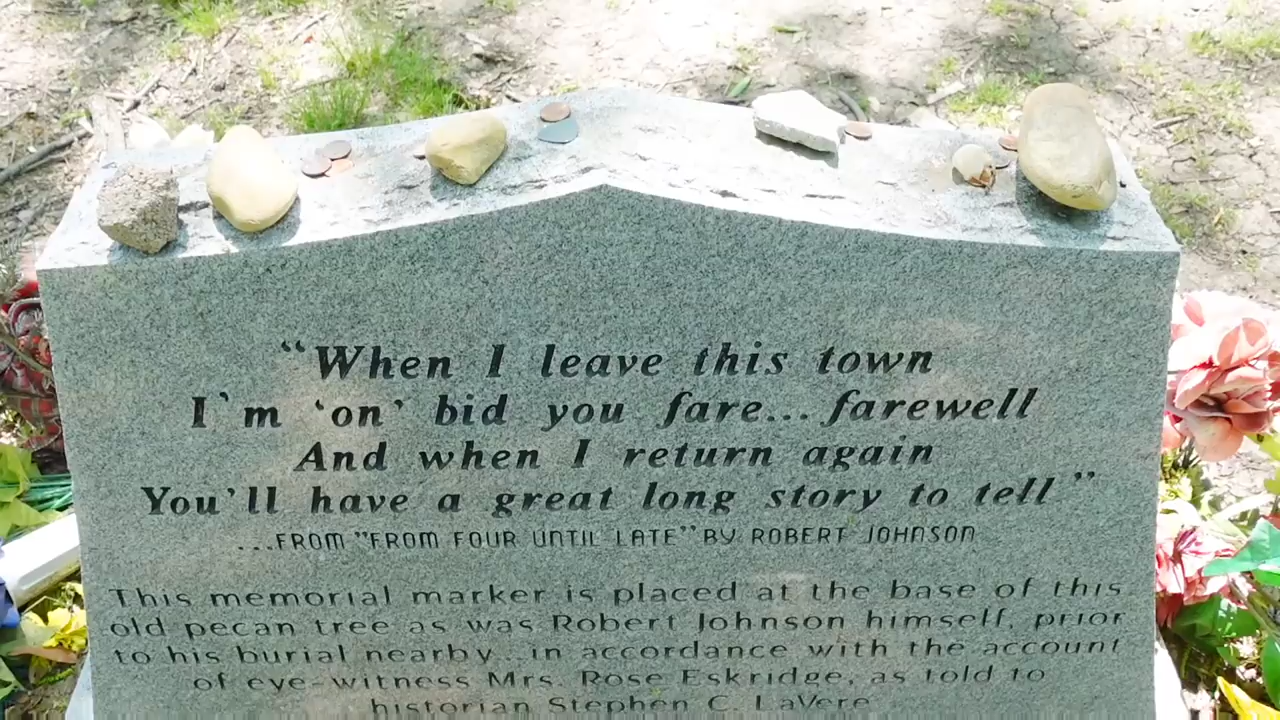 “When I leave this town
I`m ‘on’ bid you fare... farewell
And when I return again
You’ll have a great long story to tell”
...FROM ”FROM FOUR UNTIL LATE” BY ROBERT JOHNSON
This memorial marker is placed at the base of this
old pecan tree as was Robert Johnson himself, prior
to his burial nearby...in accordance with the account
of eye-witness Mrs. Rose Eskridge, as told to
historian Stephen C. LaVere